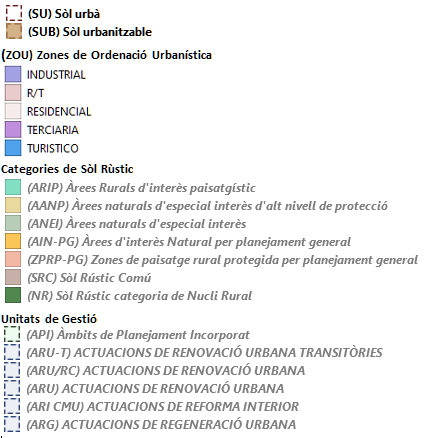 (SU) Sòl urbà
(SUB) Sòl urbanitzable
(ZOU) Zones de Ordenació Urbanística
INDUSTRIAL
R/T
RESIDENCIAL
TERCIARIA
TURISTICO
Categories de Sòl Rùstic
(ARIP) Àrees Rurals d'interès paisatgístic
(AANP) Àrees naturals d'especial interès d'alt nivell de protecció
(ANEI) Àrees naturals d'especial interès
(AIN-PG) Àrees d'interès Natural per planejament general
(ZPRP-PG) Zones de paisatge rural protegida per planejament general
(SRC) Sòl Rústic Comú
(NR) Sòl Rústic categoria de Nucli Rural
Unitats de Gestió
(API) Àmbits de Planejament Incorporat
(ARU-T) ACTUACIONS DE RENOVACIÓ URBANA TRANSITÒRIES
(ARU/RC) ACTUACIONS DE RENOVACIÓ URBANA
(ARU) ACTUACIONS DE RENOVACIÓ URBANA
(ARI CMU) ACTUACIONS DE REFORMA INTERIOR
(ARG) ACTUACIONS DE REGENERACIÓ URBANA